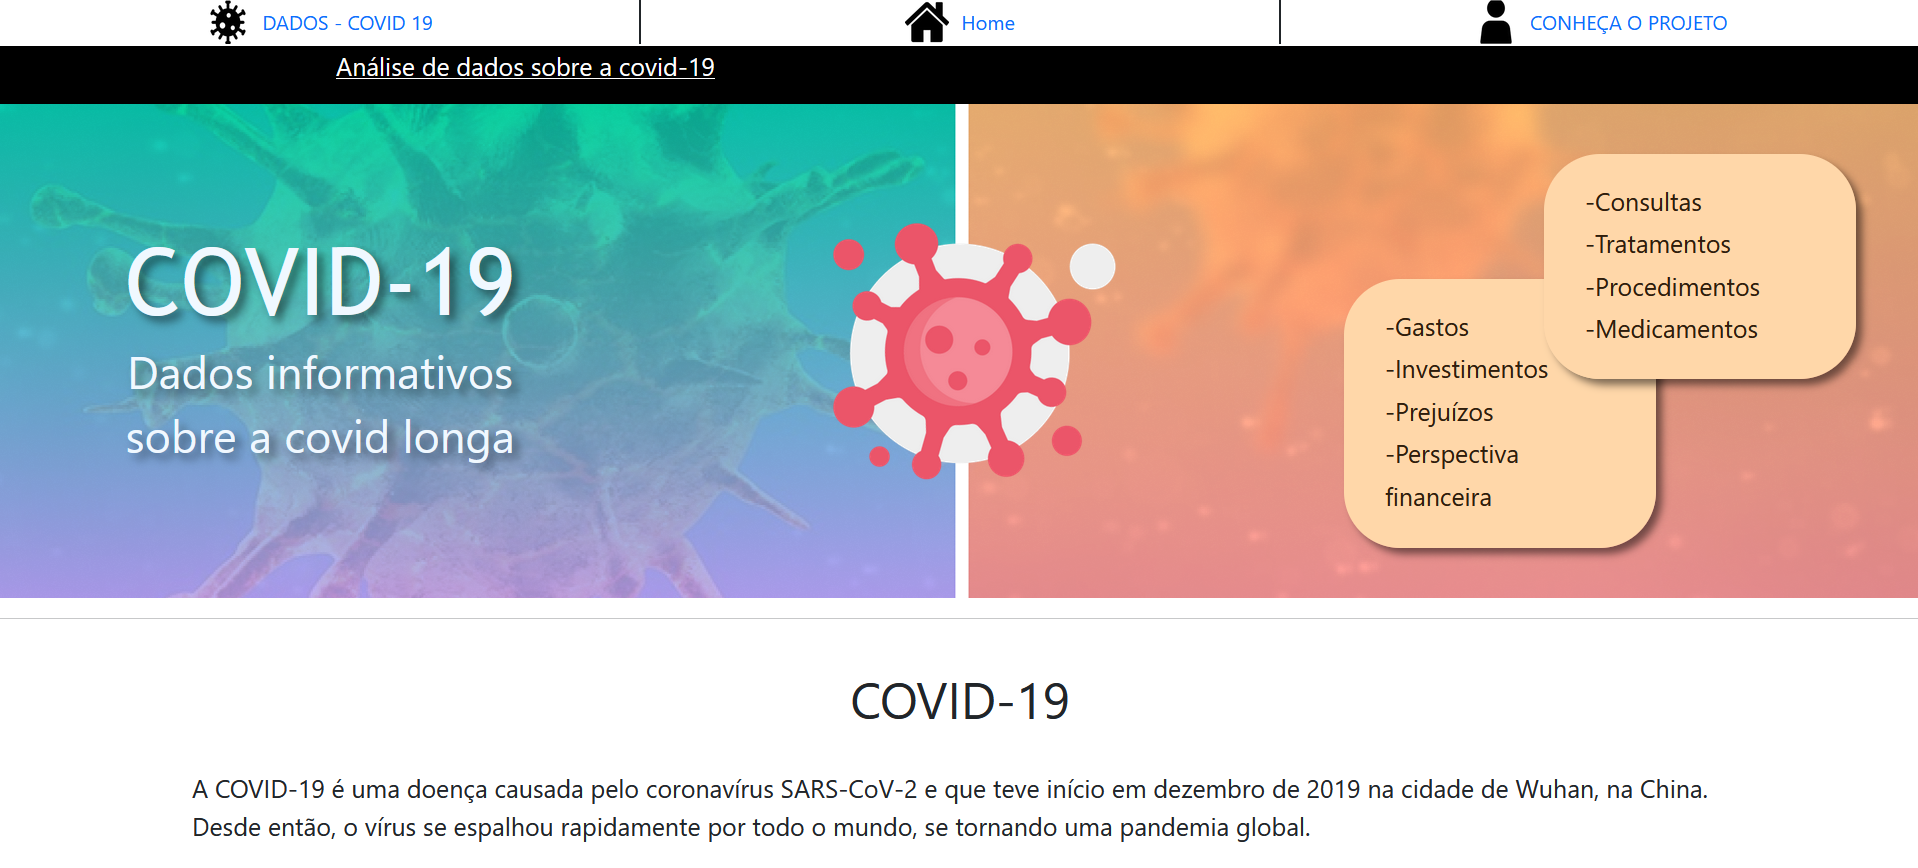 DADOS - COVID 19
Home
CONHEÇA O PROJETO
Análise de dados sobre a covid-19
COVID-19
Dados informativos
sobre a covid longa
-Gastos
-Investimentos
-Prejuízos
-Perspectiva
financeira
-Consultas
-Tratamentos
-Procedimentos
-Medicamentos
COVID-19
A COVID-19 é uma doença causada pelo coronavírus SARS-CoV-2 e que teve início em dezembro de 2019 na cidade de Wuhan, na China.
Desde então, o vírus se espalhou rapidamente por todo o mundo, se tornando uma pandemia global.